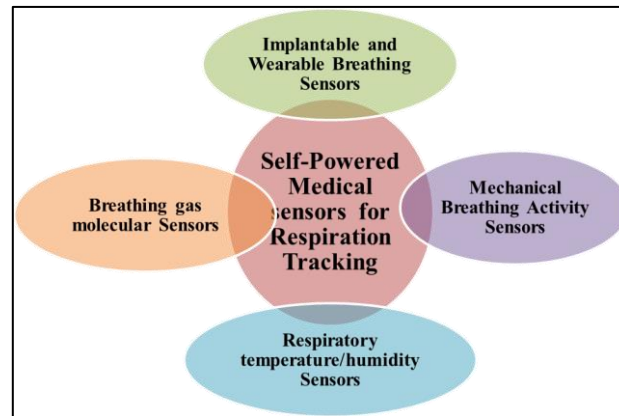 Implantable and
Wearable Breathing
Sensors
Self-Powered
Medical
sensors for
Respiration
Tracking
Breathing gas
molecular Sensors
Mechanical
Breathing Activity
Sensors
Respiratory
temperature/humidity
Sensors